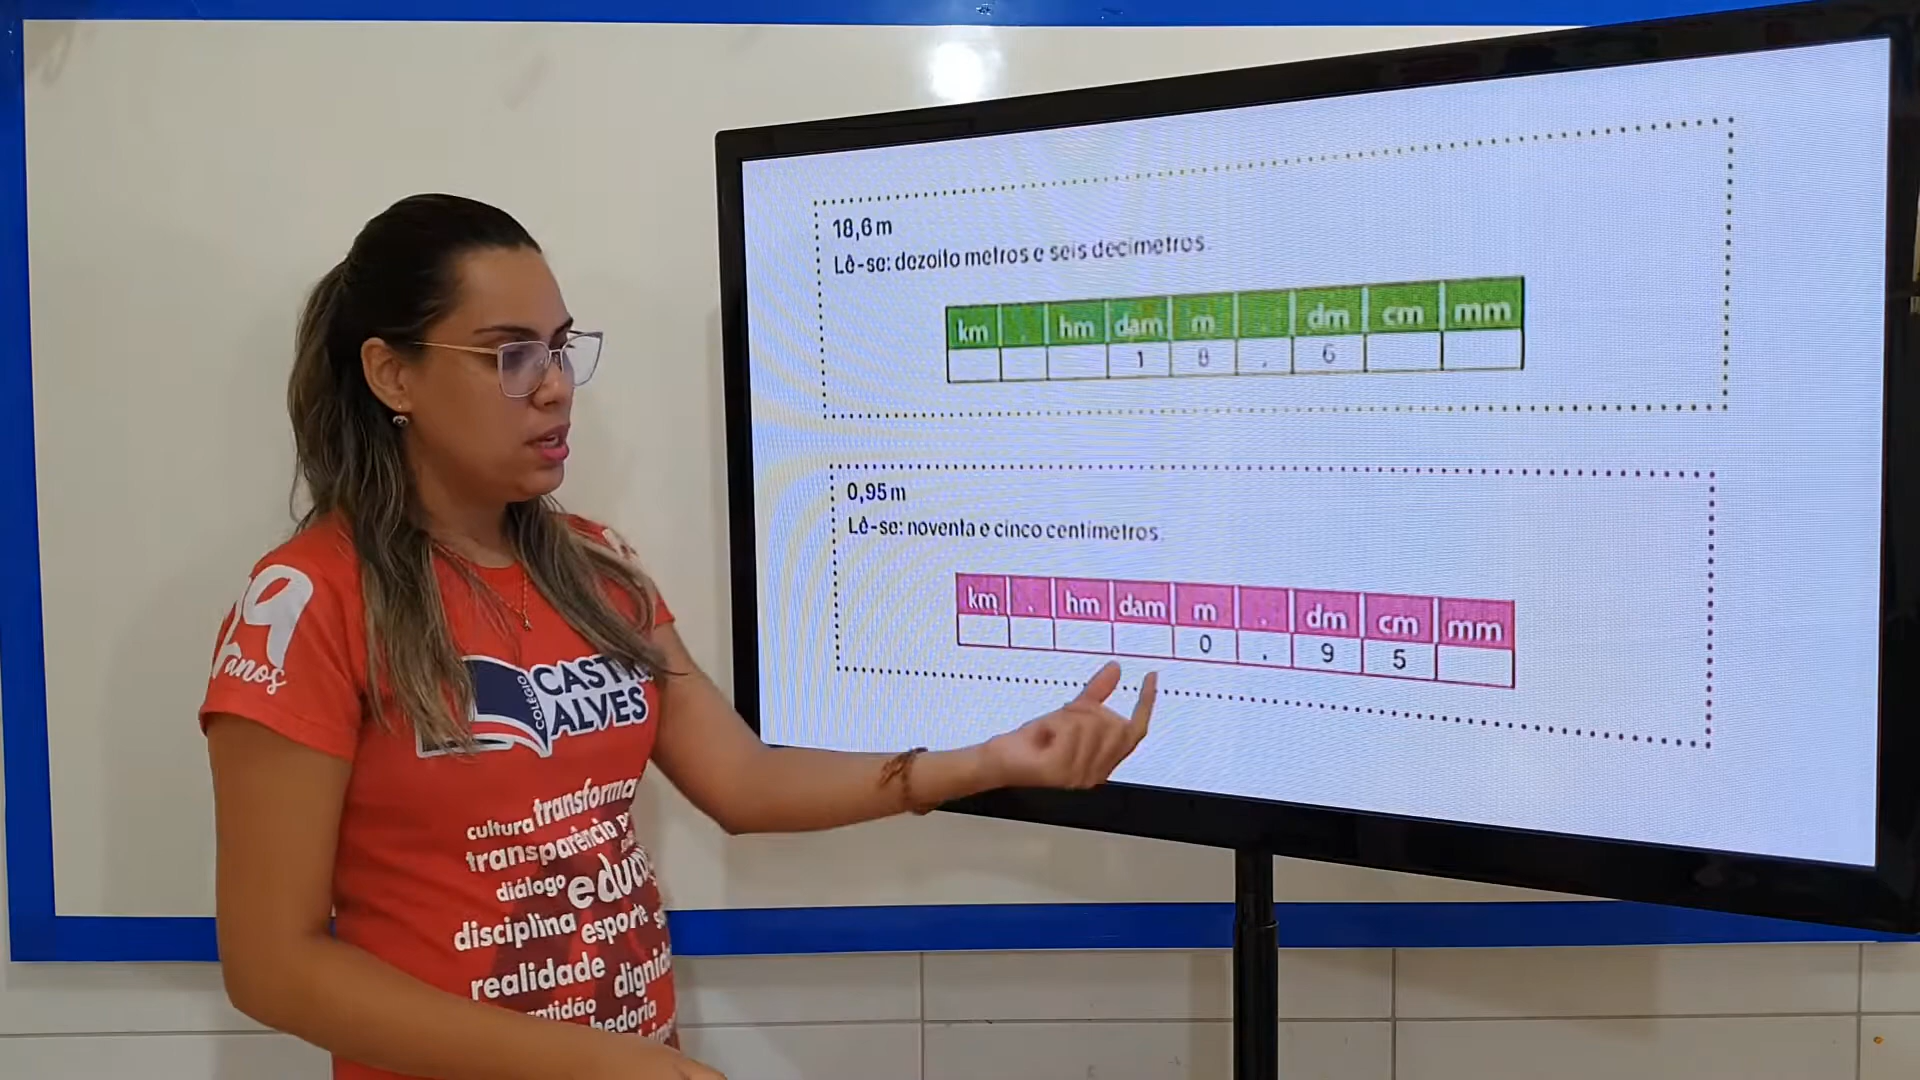 18,6 m
Lê-se: dezoito metros e seis decímetros.
km . hm dam m . dm cm mm
1 8 , 6
0,95 m
Lê-se: noventa e cinco centímetros.
km . hm dam m . dm cm mm
0 , 9 5
19
anos
COLÉGIO
CASTRO
ALVES
cultura transforma
transparência
diálogo
disciplina esporte
realidade